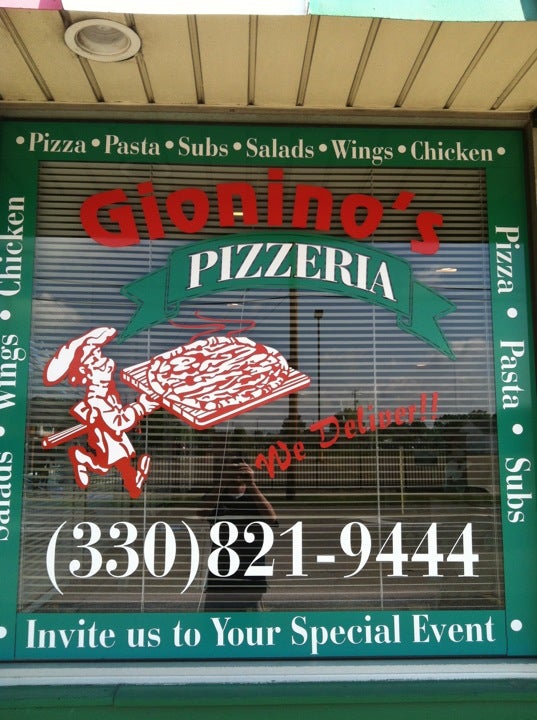 • Pizza • Pasta • Subs • Salads • Wings • Chicken •
Gionino's
PIZZERIA
We Deliver!!
(330)821-9444
• Invite us to Your Special Event •
Salads • Wings • Chicken
Pizza • Pasta • Subs